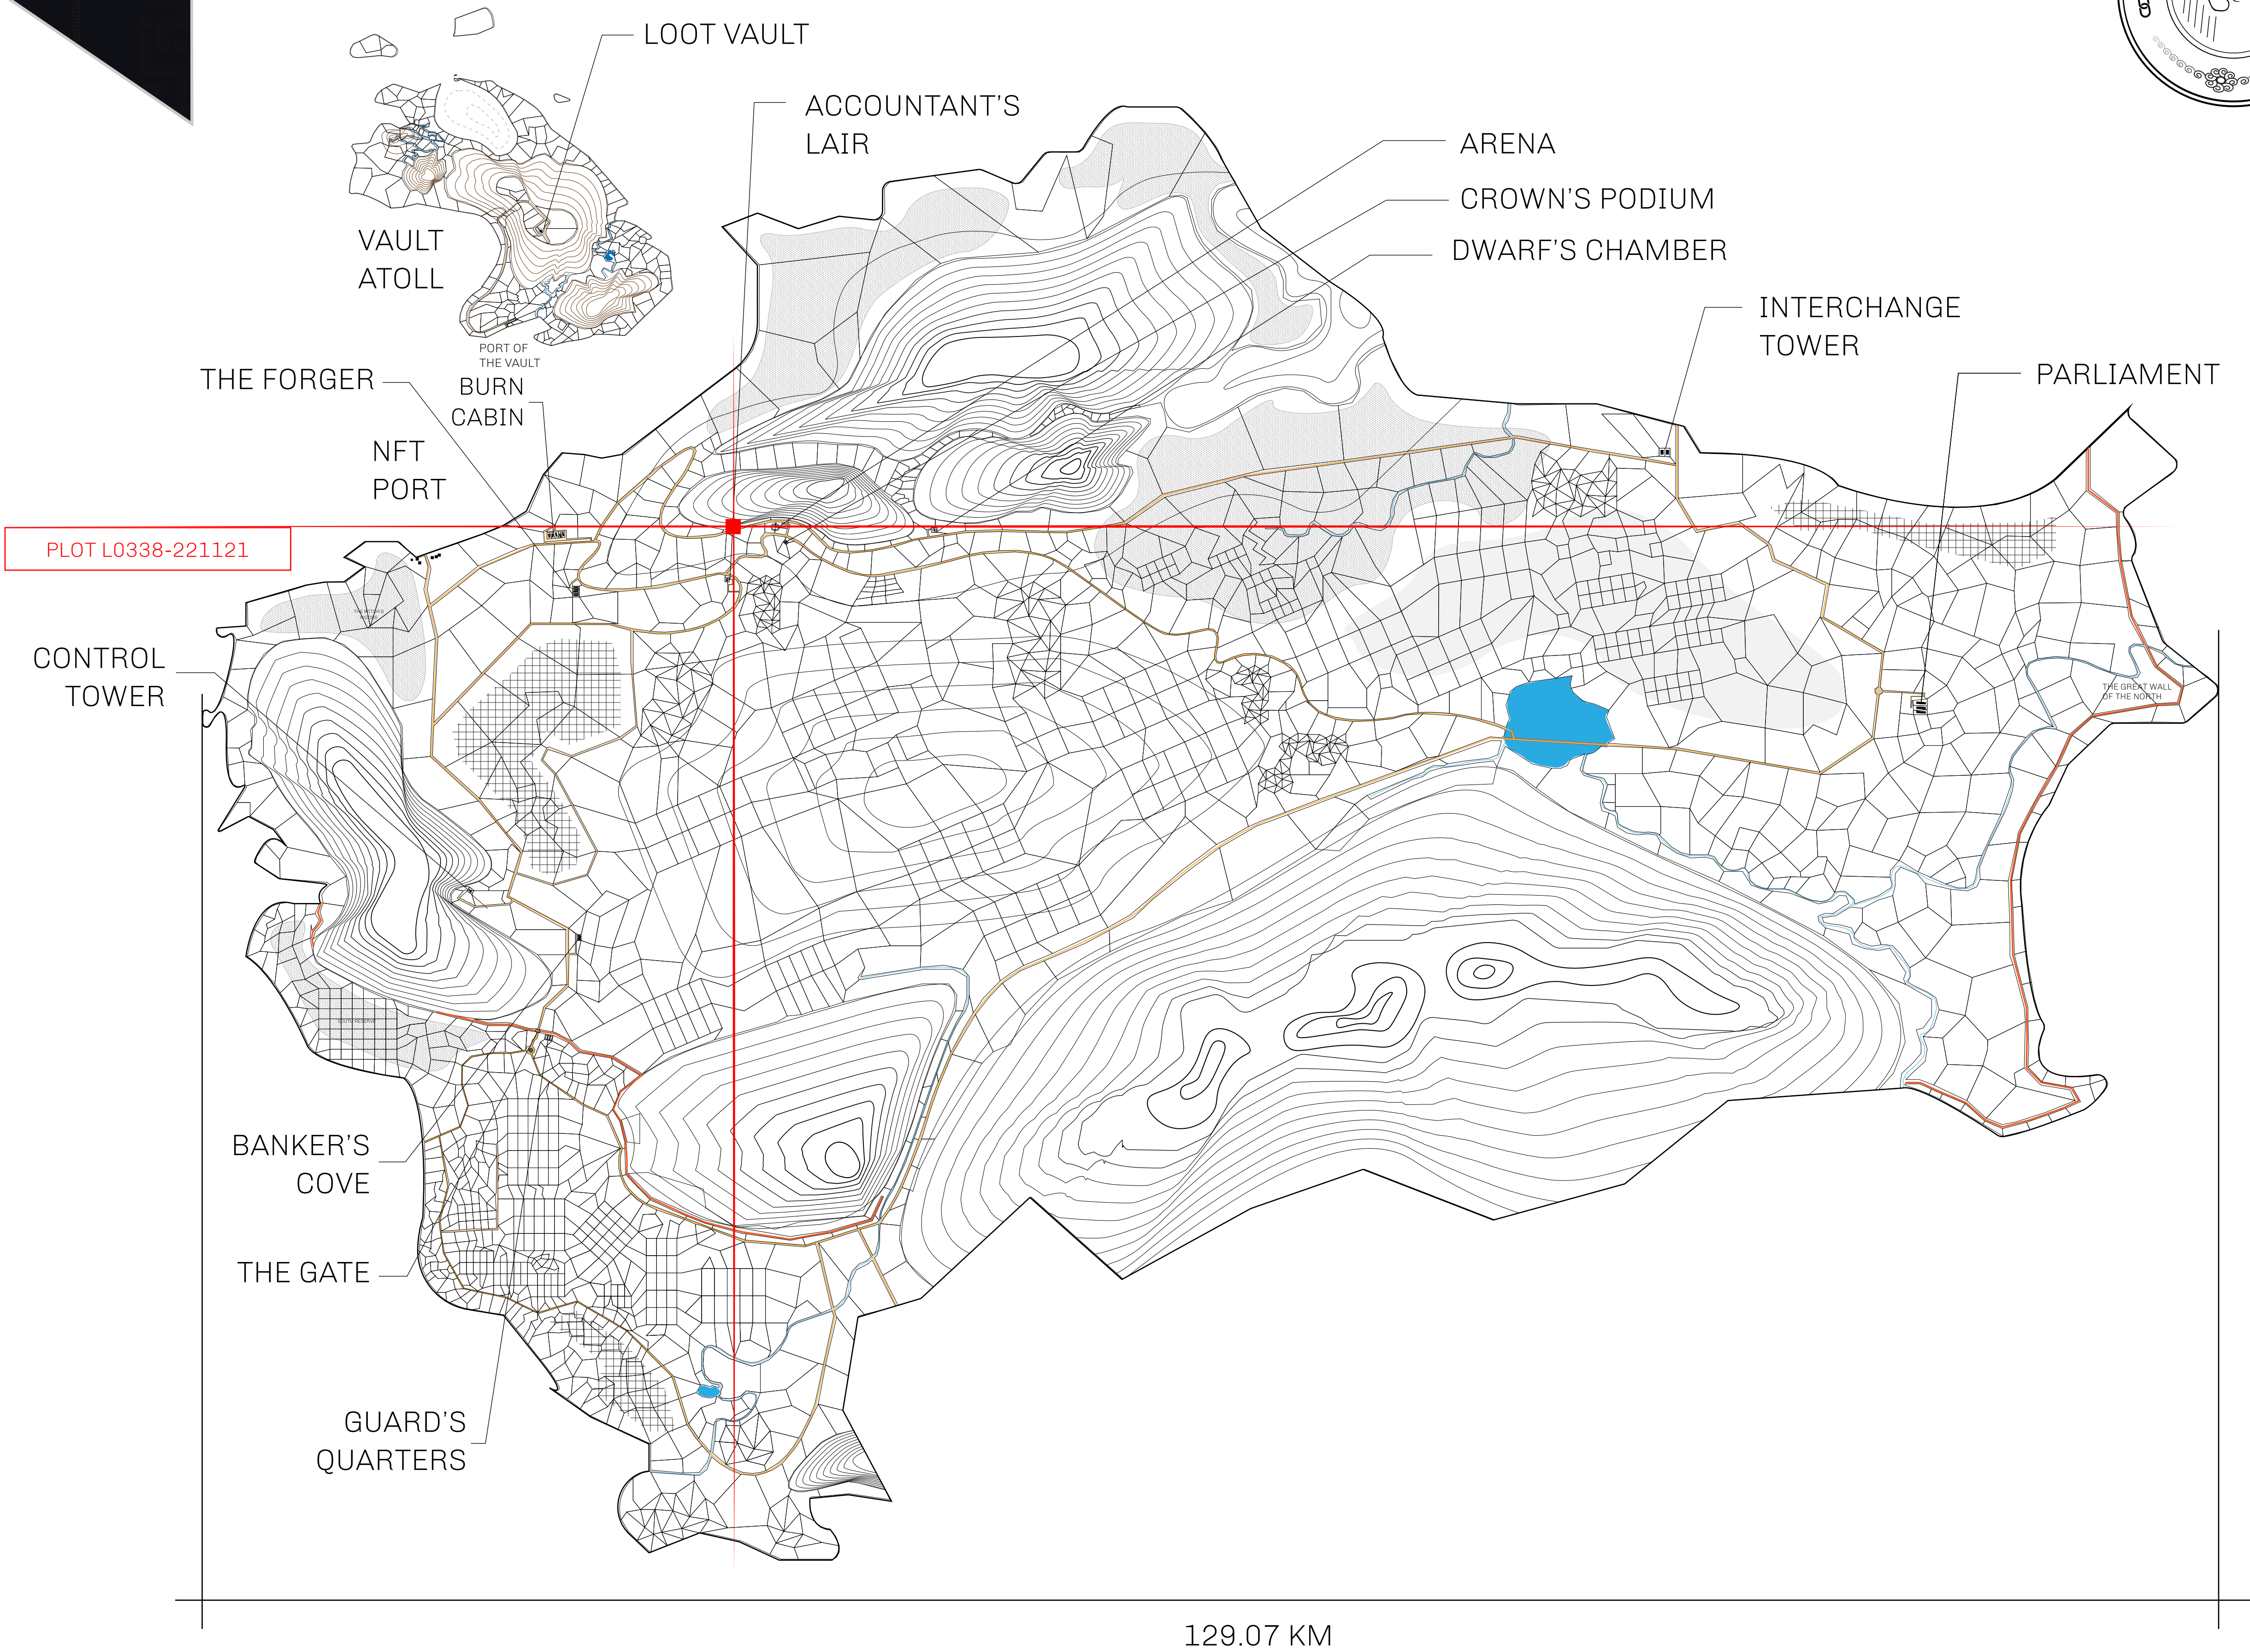 LOOT VAULT
ACCOUNTANT'S
LAIR
ARENA
CROWN'S PODIUM
DWARF'S CHAMBER
VAULT
ATOLL
INTERCHANGE
TOWER
PORT OF
THE VAULT
THE FORGER
BURN
CABIN
PARLIAMENT
NFT
PORT
PLOT L0338-221121
CONTROL
TOWER
THE GREAT WALL
OF THE NORTH
SOUTH RESERVE
BANKER'S
COVE
THE GATE
GUARD'S
QUARTERS
129.07 KM